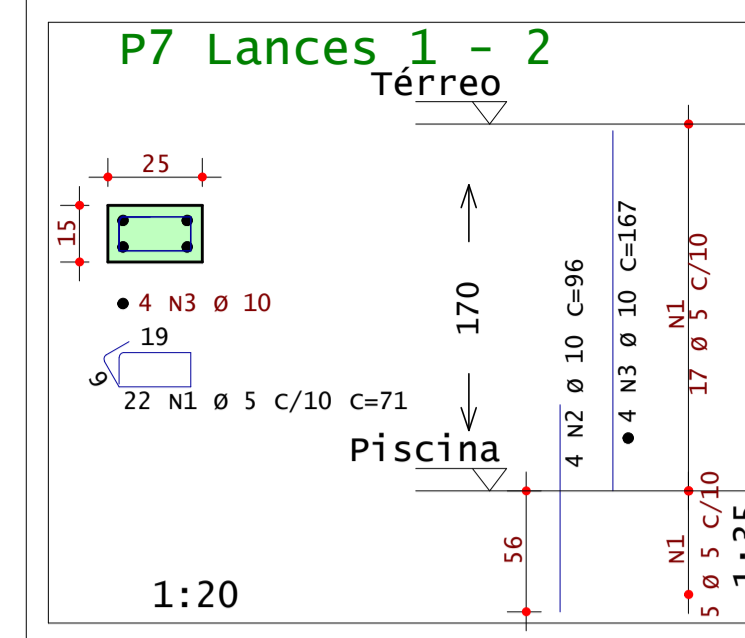 P7 Lances 1 - 2
Térreo
25
15
4 N3 Ø 10
19
9
22 N1 Ø 5 C/10 C=71
170
4 N2 Ø 10 C=96
4 N3 Ø 10 C=167
N1
17 Ø 5 C/10
Piscina
56
N1
5 Ø 5 C/10
1:20